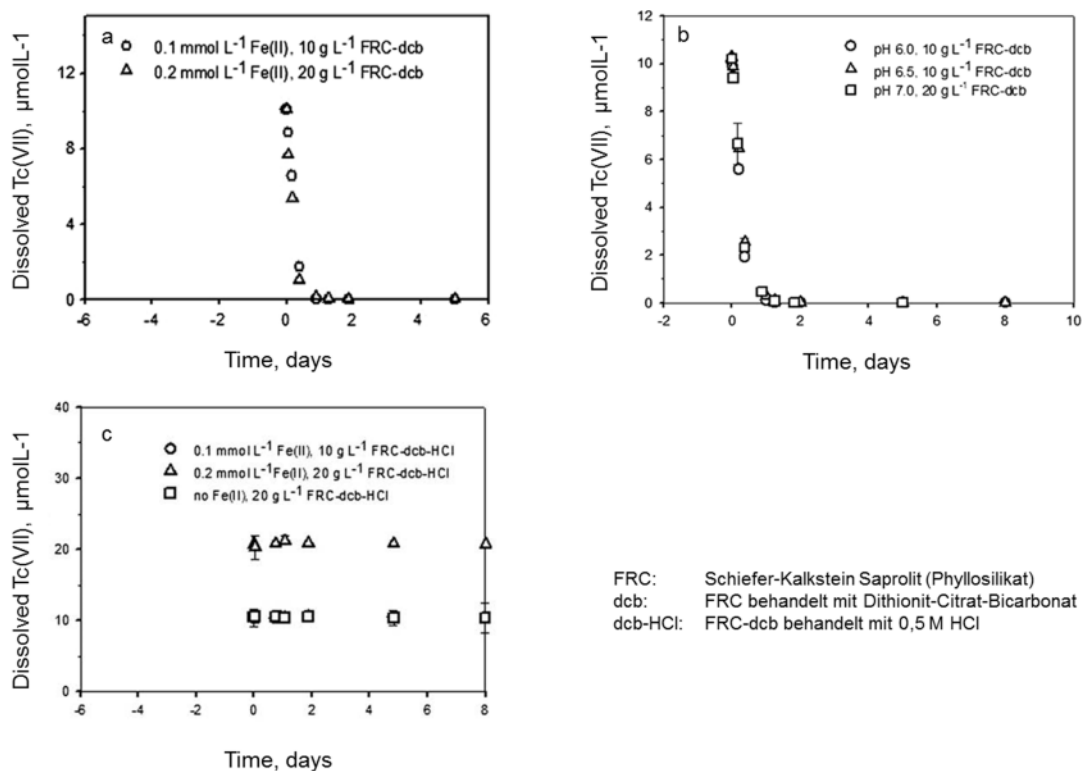 a
0.1 mmol L⁻¹ Fe(II), 10 g L⁻¹ FRC-dcb
0.2 mmol L⁻¹ Fe(II), 20 g L⁻¹ FRC-dcb
Dissolved Tc(VII), µmolL-1
12
8
4
0
-6 -4 -2 0 2 4 6
Time, days
b
pH 6.0, 10 g L⁻¹ FRC-dcb
pH 6.5, 10 g L⁻¹ FRC-dcb
pH 7.0, 20 g L⁻¹ FRC-dcb
Dissolved Tc(VII), µmolL-1
12
10
8
6
4
2
0
-2 0 2 4 6 8 10
Time, days
c
0.1 mmol L⁻¹ Fe(II), 10 g L⁻¹ FRC-dcb-HCl
0.2 mmol L⁻¹ Fe(II), 20 g L⁻¹ FRC-dcb-HCl
no Fe(II), 20 g L⁻¹ FRC-dcb-HCl
Dissolved Tc(VII), µmolL-1
40
30
20
10
0
-6 -4 -2 0 2 4 6 8
Time, days
FRC: Schiefer-Kalkstein Saprolit (Phyllosilikat)
dcb: FRC behandelt mit Dithionit-Citrat-Bicarbonat
dcb-HCl: FRC-dcb behandelt mit 0,5 M HCl